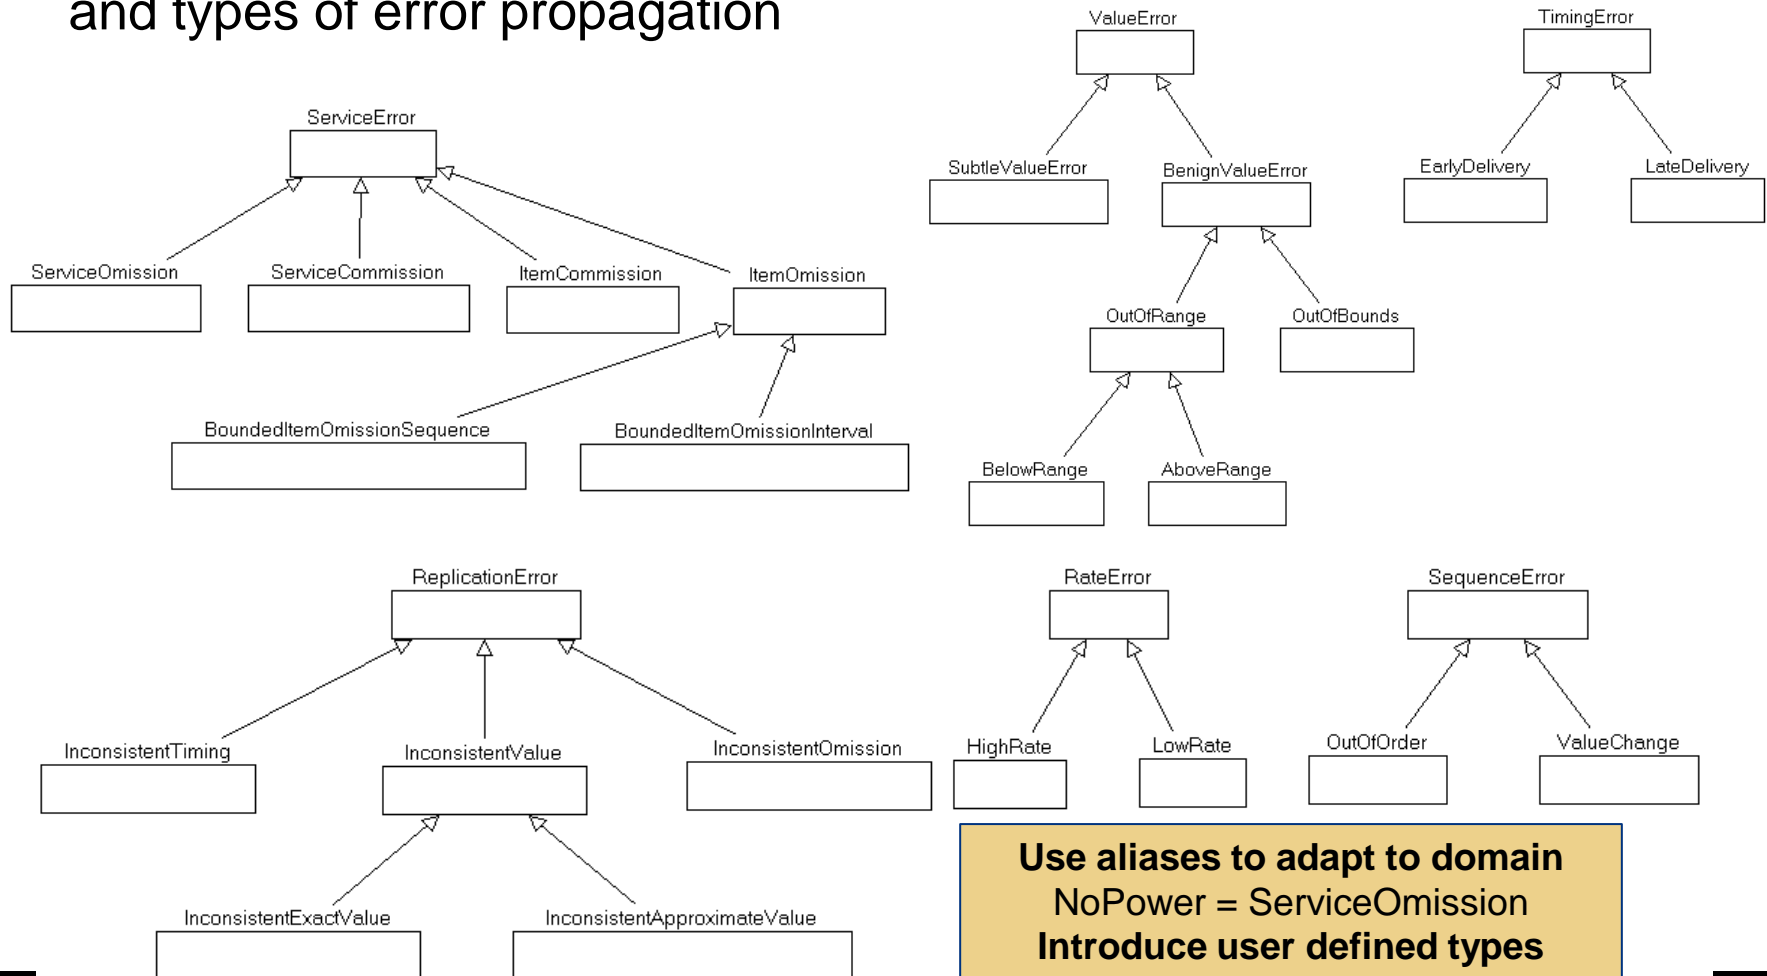 and types of error propagation
ValueError
TimingError
ServiceError
SubtleValueError
BenignValueError
EarlyDelivery
LateDelivery
ServiceOmission
ServiceCommission
ItemCommission
ItemOmission
OutOfRange
OutOfBounds
BoundedItemOmissionSequence
BoundedItemOmissionInterval
BelowRange
AboveRange
ReplicationError
RateError
SequenceError
InconsistentTiming
InconsistentValue
InconsistentOmission
HighRate
LowRate
OutOfOrder
ValueChange
InconsistentExactValue
InconsistentApproximateValue
Use aliases to adapt to domain
NoPower = ServiceOmission
Introduce user defined types